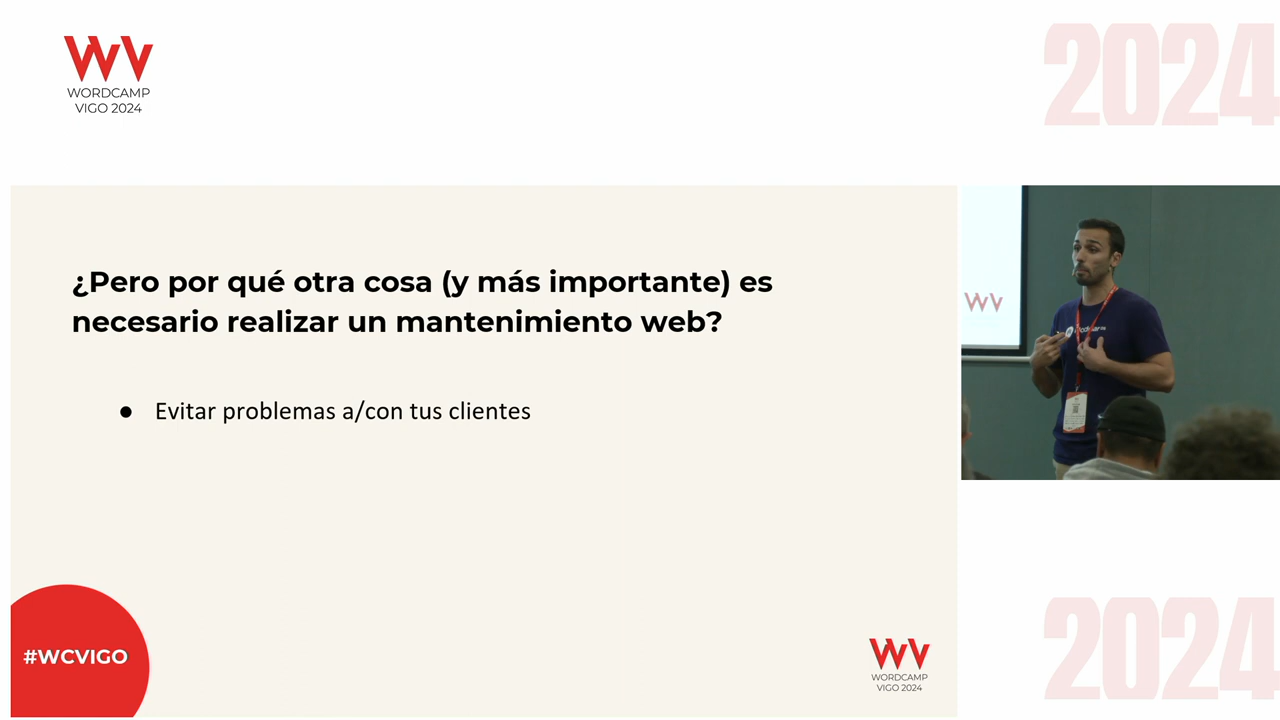 WORDCAMP
VIGO 2024
2024
¿Pero por qué otra cosa (y más importante) es
necesario realizar un mantenimiento web?
● Evitar problemas a/con tus clientes
#WCVIGO
WORDCAMP
VIGO 2024
2024